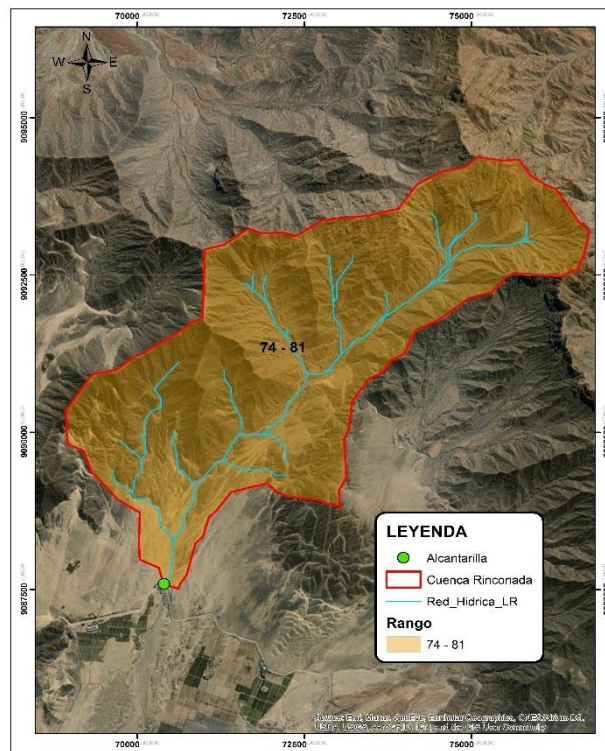 70000 72500 75000
N
W E
S
9095000
9092500
74 - 81
9090000
LEYENDA
Alcantarilla
Cuenca Rinconada
Red_Hidrica_LR
Rango
74 - 81
9087500
70000 72500 75000